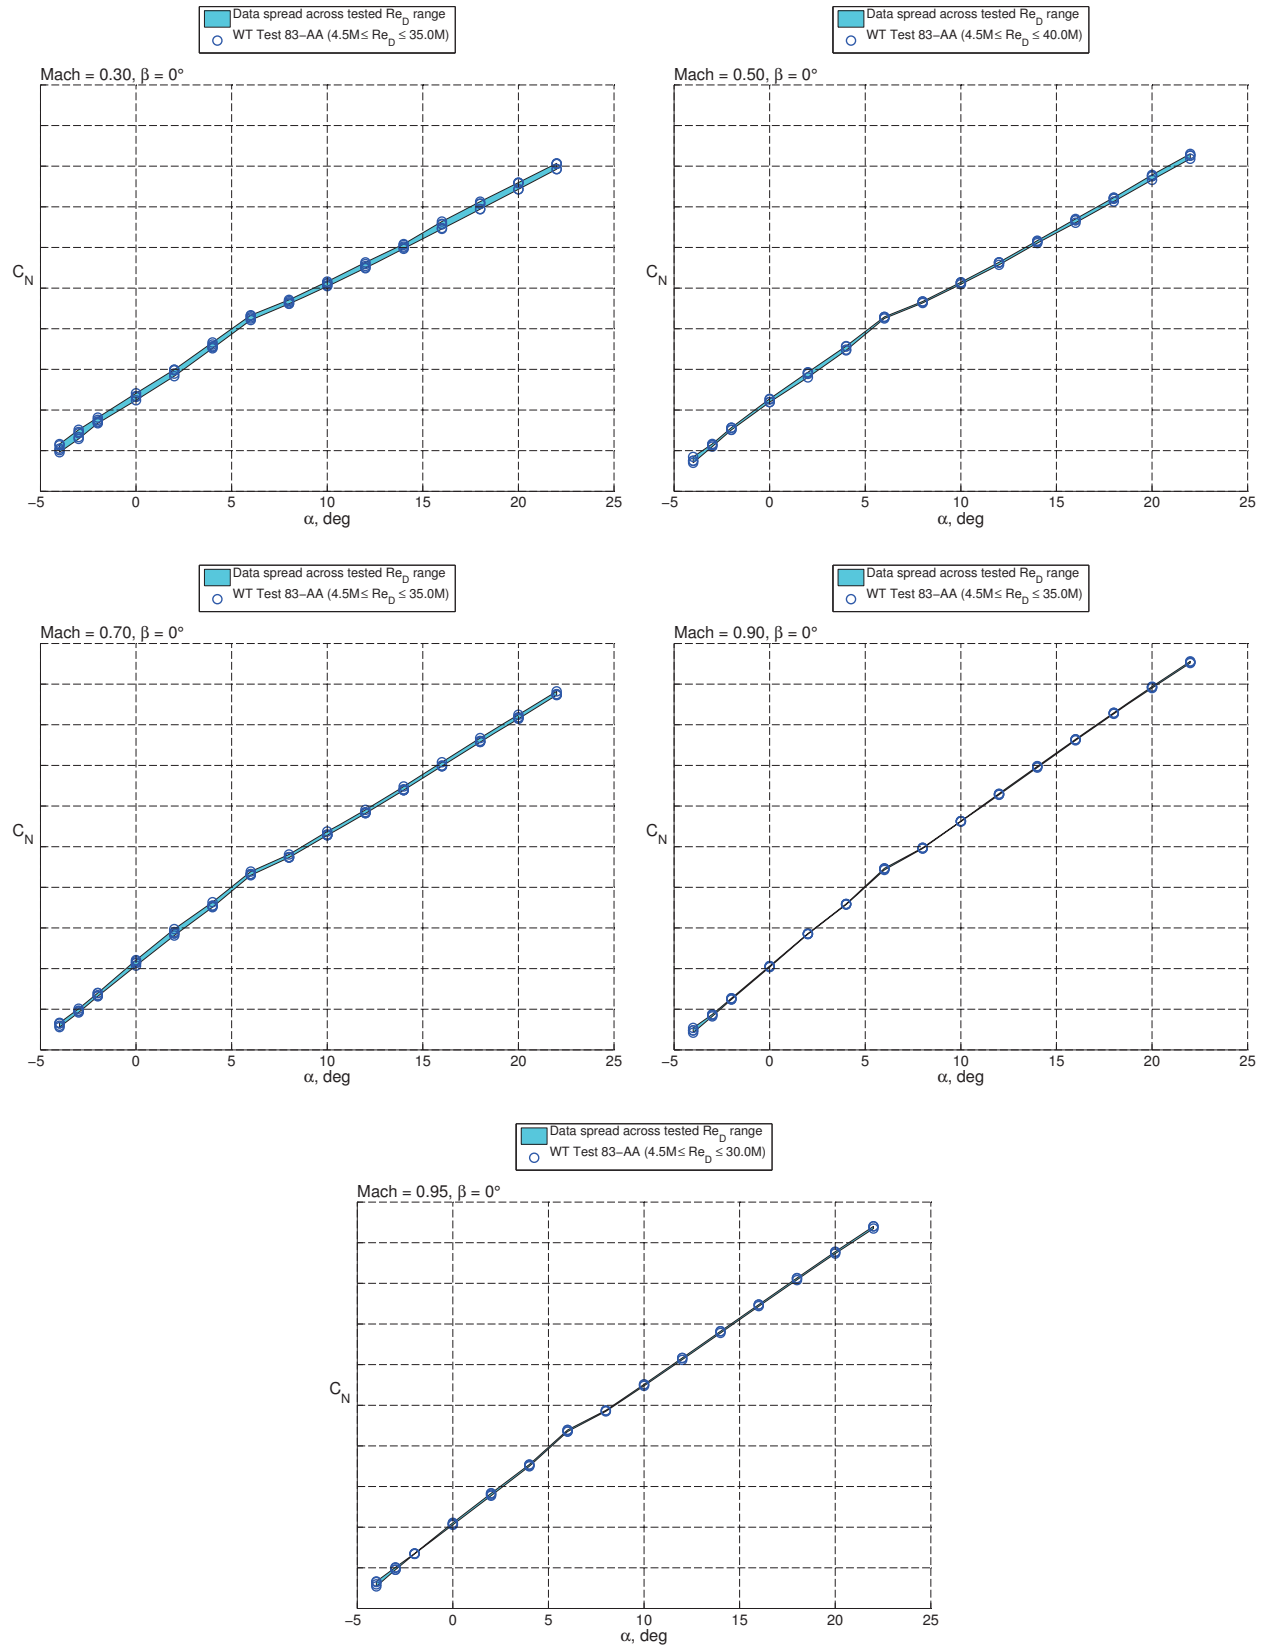 Data spread across tested Re_D range
WT Test 83−AA (4.5M≤ Re_D ≤ 35.0M)
Mach = 0.30, β = 0°
C_N
−5 0 5 10 15 20 25
α, deg
Data spread across tested Re_D range
WT Test 83−AA (4.5M≤ Re_D ≤ 40.0M)
Mach = 0.50, β = 0°
C_N
−5 0 5 10 15 20 25
α, deg
Data spread across tested Re_D range
WT Test 83−AA (4.5M≤ Re_D ≤ 35.0M)
Mach = 0.70, β = 0°
C_N
−5 0 5 10 15 20 25
α, deg
Data spread across tested Re_D range
WT Test 83−AA (4.5M≤ Re_D ≤ 35.0M)
Mach = 0.90, β = 0°
C_N
−5 0 5 10 15 20 25
α, deg
Data spread across tested Re_D range
WT Test 83−AA (4.5M≤ Re_D ≤ 30.0M)
Mach = 0.95, β = 0°
C_N
−5 0 5 10 15 20 25
α, deg